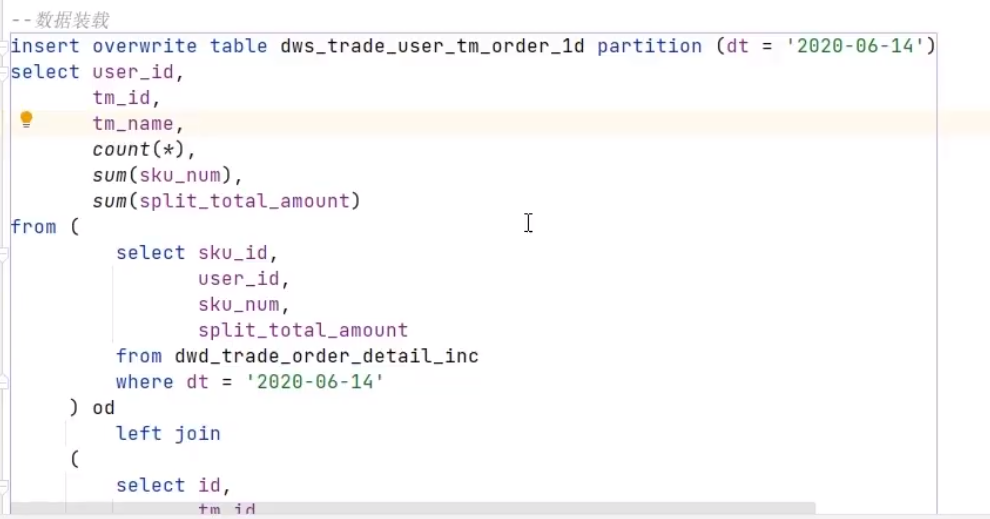 --数据装载
insert overwrite table dws_trade_user_tm_order_1d partition (dt = '2020-06-14')
select user_id,
tm_id,
tm_name,
count(*),
sum(sku_num),
sum(split_total_amount)
from (
select sku_id,
user_id,
sku_num,
split_total_amount
from dwd_trade_order_detail_inc
where dt = '2020-06-14'
) od
left join
(
select id,
tm_id